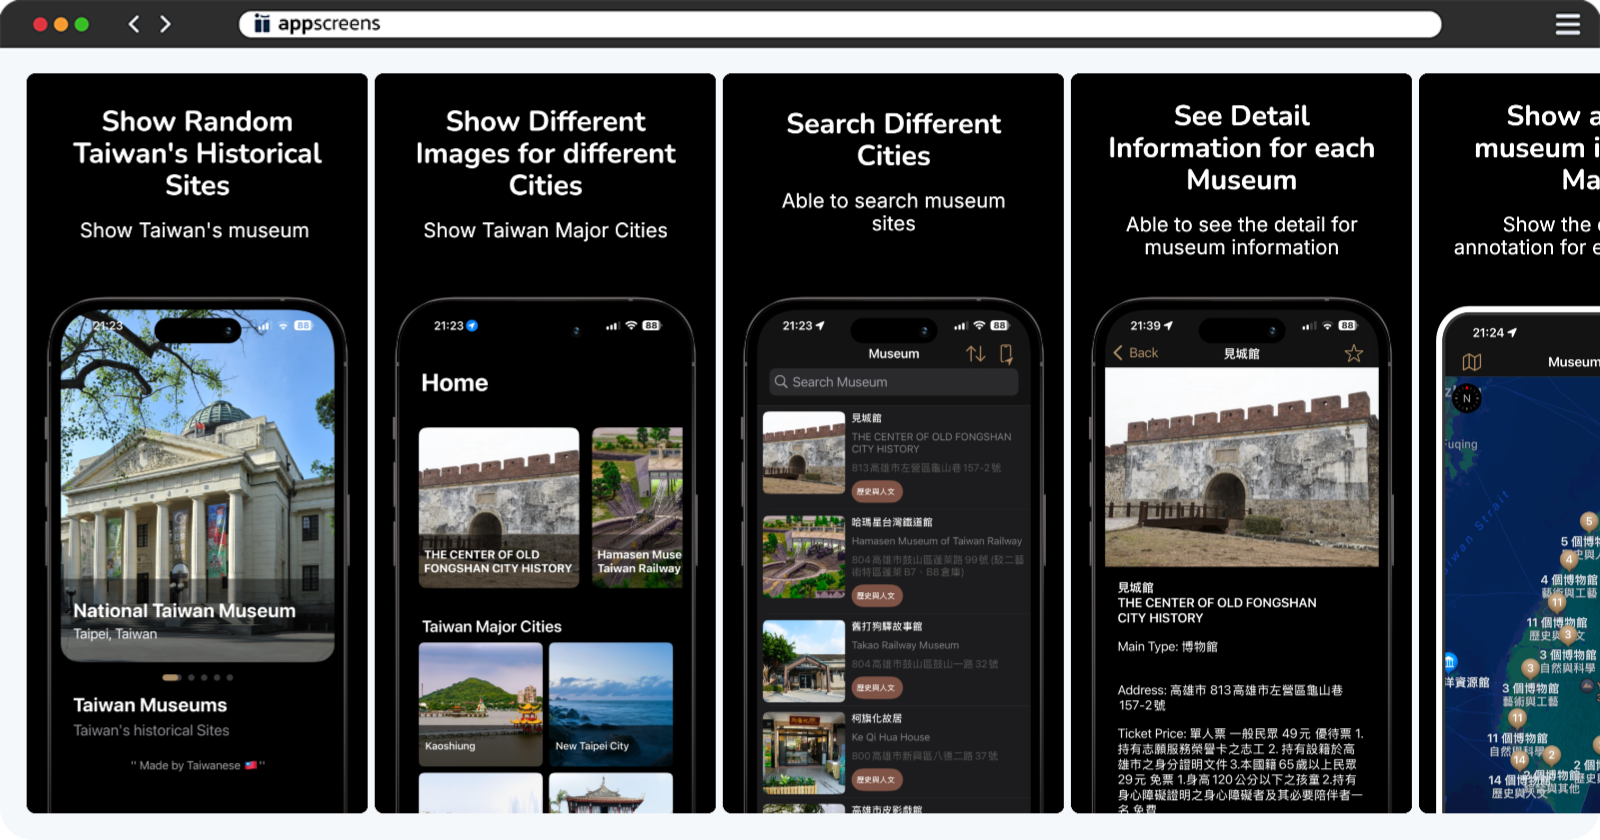 appscreens
Show Random
Taiwan's Historical
Sites
Show Taiwan's museum
21:23
88
National Taiwan Museum
Taipei, Taiwan
Taiwan Museums
Taiwan's historical Sites
" Made by Taiwanese 🇹🇼 "
Show Different
Images for different
Cities
Show Taiwan Major Cities
21:23
88
Home
THE CENTER OF OLD
FONGSHAN CITY HISTORY
Hamasen Muse
Taiwan Railway
Taiwan Major Cities
Kaoshiung
New Taipei City
Search Different
Cities
Able to search museum
sites
21:23
88
Museum
Search Museum
見城館
THE CENTER OF OLD FONGSHAN
CITY HISTORY
813高雄市左營區龜山巷157-2號
歷史與人文
哈瑪星台灣鐵道館
Hamasen Museum of Taiwan Railway
804高雄市鼓山區蓬萊路99號 (駁二藝
術特區蓬萊 B7、B8倉庫)
歷史與人文
舊打狗驛故事館
Takao Railway Museum
804高雄市鼓山區鼓山一路32號
歷史與人文
柯旗化故居
Ke Qi Hua House
800高雄市新興區八德二路37號
歷史與人文
高雄市皮影戲館
See Detail
Information for each
Museum
Able to see the detail for
museum information
21:39
88
Back
見城館
見城館
THE CENTER OF OLD FONGSHAN
CITY HISTORY
Main Type: 博物館
Address: 高雄市 813高雄市左營區龜山巷
157-2號
Ticket Price: 單人票 一般民眾 49元 優待票 1.
持有志願服務榮譽卡之志工 2. 持有設籍於高
雄市之身分證明文件 3.本國籍 65歲以上民眾
29元 免票 1.身高120公分以下之孩童 2.持有
身心障礙證明之身心障礙者及其必要陪伴者一
名 免費
Show a
museum i
Ma
Show the
annotation for e
21:24
Museum
N
uqing
wan Strait
5
5 個博物
4
4 個博物館
藝術與工藝
11
11 個博物館
歷史與人文
3
3 個博物館
自然與科學
3
洋資源館
3 個博物館
藝術與工藝
11
11 個博物館
自然與科學
2
14
14 個博物館
歷史與人文
2 個